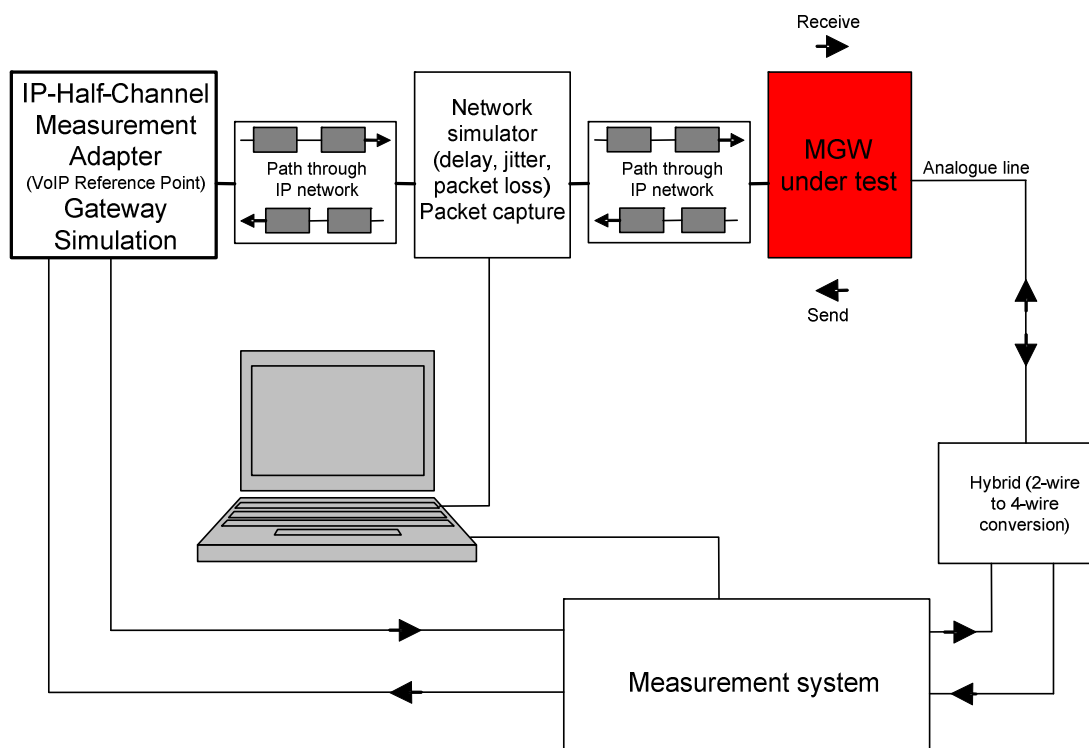 Receive
IP-Half-Channel
Measurement
Adapter
(VoIP Reference Point)
Gateway
Simulation
Path through
IP network
Network
simulator
(delay, jitter,
packet loss)
Packet capture
Path through
IP network
MGW
under test
Analogue line
Send
Hybrid (2-wire
to 4-wire
conversion)
Measurement system